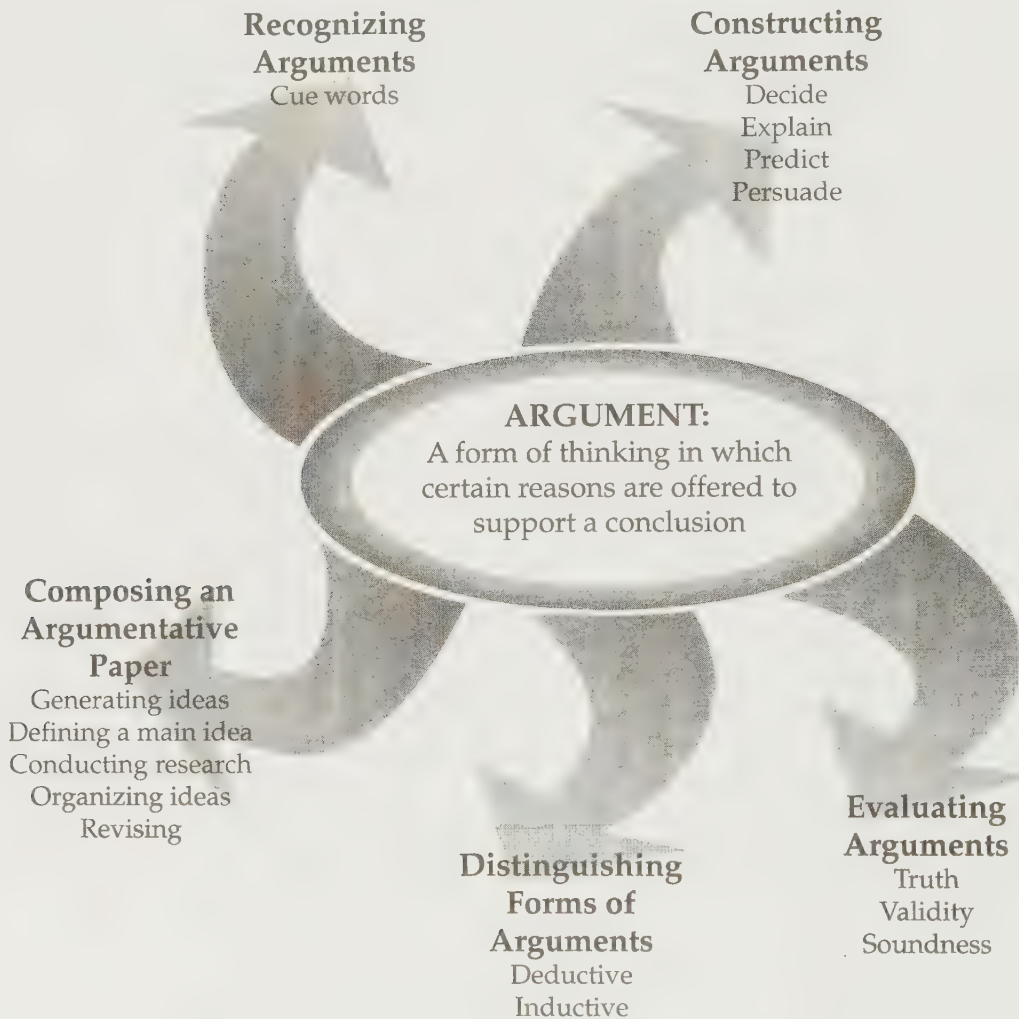 Recognizing
Arguments
Cue words
Constructing
Arguments
Decide
Explain
Predict
Persuade
ARGUMENT:
A form of thinking in which
certain reasons are offered to
support a conclusion
Composing an
Argumentative
Paper
Generating ideas
Defining a main idea
Conducting research
Organizing ideas
Revising
Distinguishing
Forms of
Arguments
Deductive
Inductive
Evaluating
Arguments
Truth
Validity
Soundness